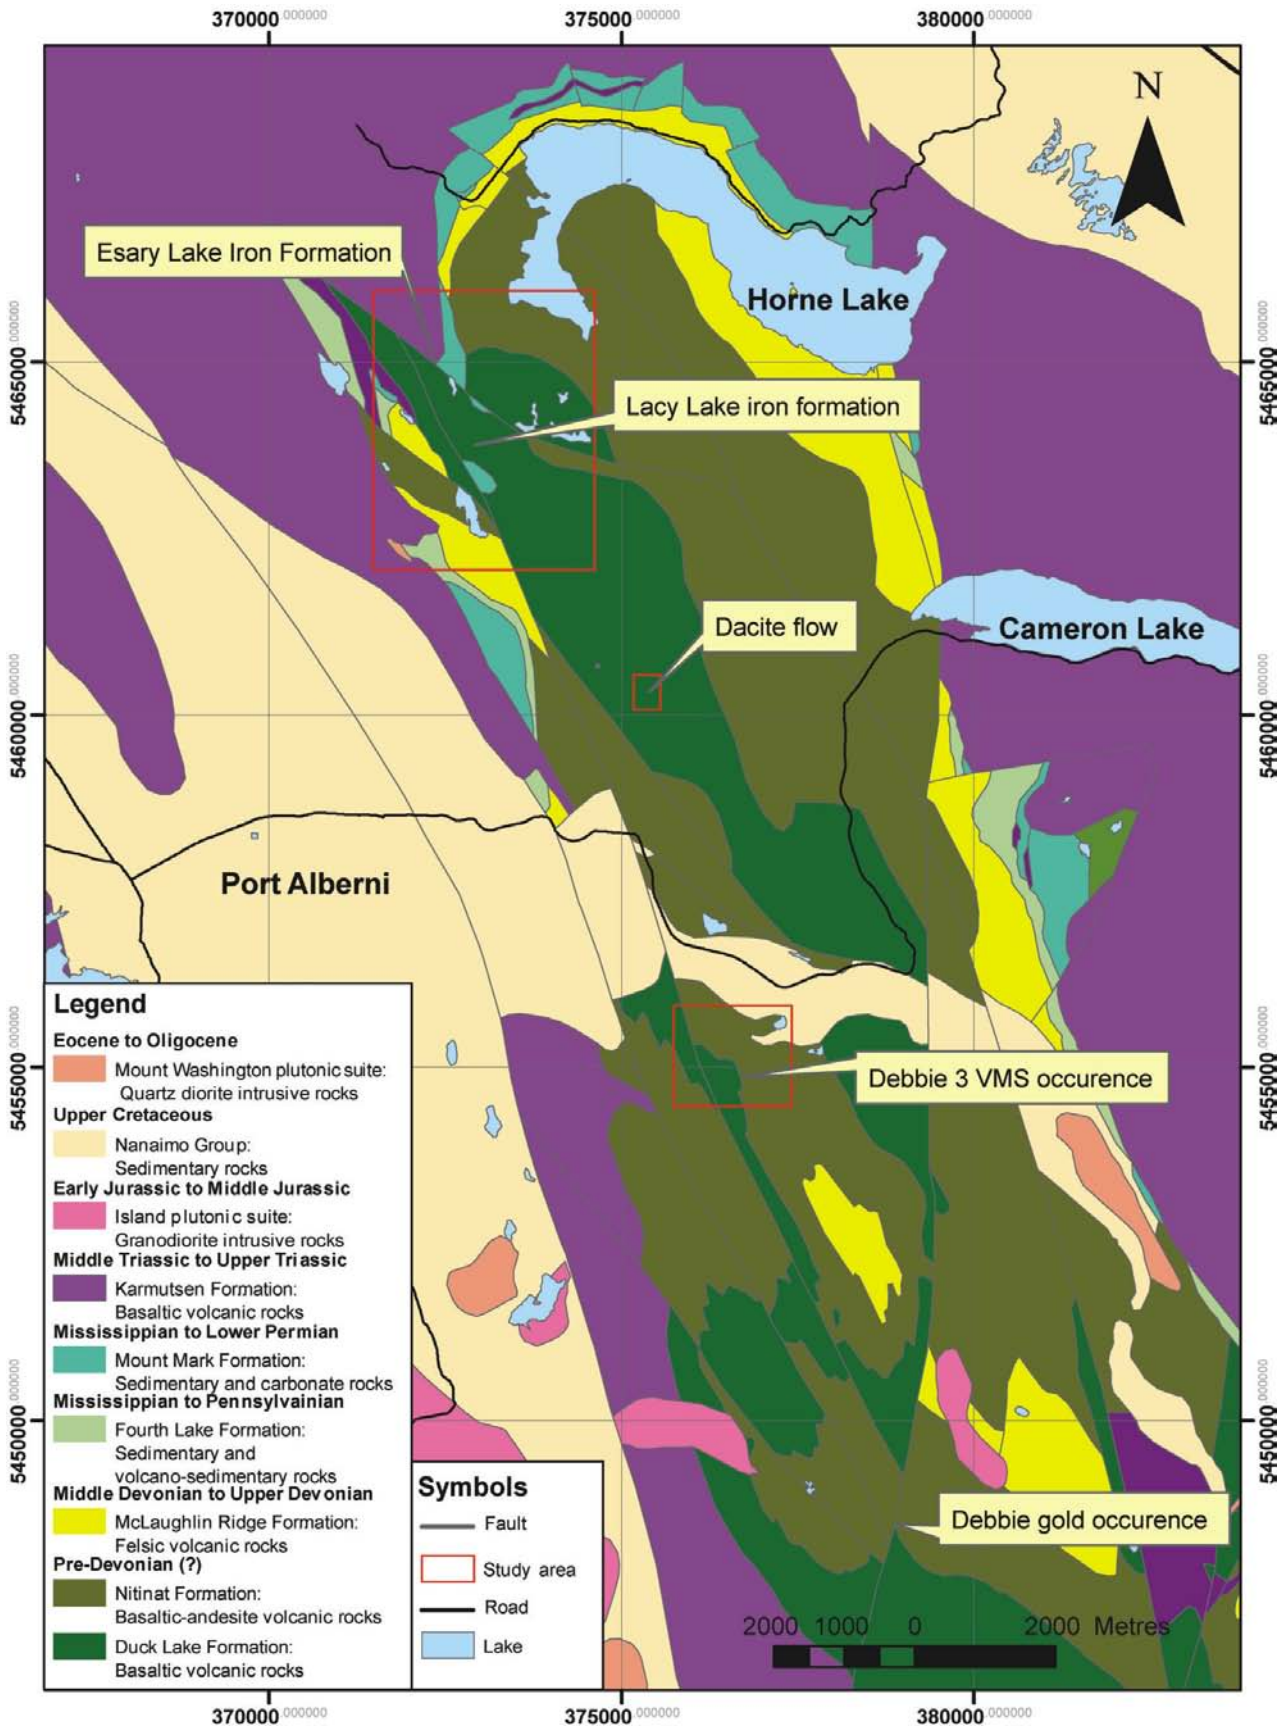 370000.000000 375000.000000 380000.000000
N
Esary Lake Iron Formation
Horne Lake
5465000.000000
5465000.000000
Lacy Lake iron formation
Dacite flow
Cameron Lake
5460000.000000
5460000.000000
Port Alberni
5455000.000000
5455000.000000
Debbie 3 VMS occurence
5450000.000000
5450000.000000
Debbie gold occurence
Legend
Eocene to Oligocene
Mount Washington plutonic suite:
Quartz diorite intrusive rocks
Upper Cretaceous
Nanaimo Group:
Sedimentary rocks
Early Jurassic to Middle Jurassic
Island plutonic suite:
Granodiorite intrusive rocks
Middle Triassic to Upper Triassic
Karmutsen Formation:
Basaltic volcanic rocks
Mississippian to Lower Permian
Mount Mark Formation:
Sedimentary and carbonate rocks
Mississippian to Pennsylvainian
Fourth Lake Formation:
Sedimentary and
volcano-sedimentary rocks
Middle Devonian to Upper Devonian
McLaughlin Ridge Formation:
Felsic volcanic rocks
Pre-Devonian (?)
Nitinat Formation:
Basaltic-andesite volcanic rocks
Duck Lake Formation:
Basaltic volcanic rocks
Symbols
Fault
Study area
Road
Lake
2000 1000 0 2000 Metres
370000.000000 375000.000000 380000.000000